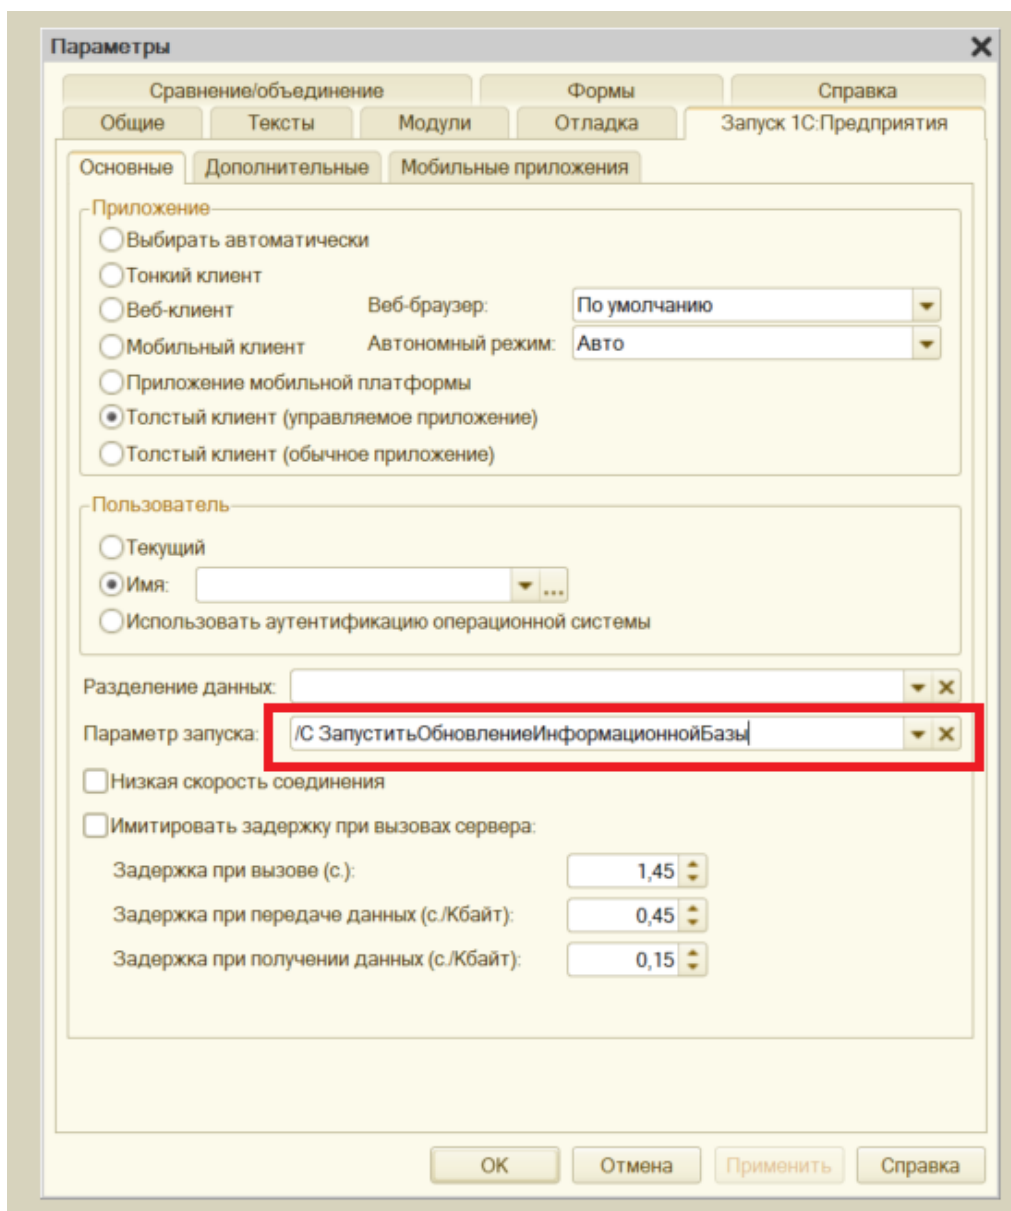 Параметры
Сравнение/объединение Формы Справка
Общие Тексты Модули Отладка Запуск 1С:Предприятия
Основные Дополнительные Мобильные приложения
Приложение
Выбирать автоматически
Тонкий клиент
Веб-клиент Веб-браузер: По умолчанию
Мобильный клиент Автономный режим: Авто
Приложение мобильной платформы
Толстый клиент (управляемое приложение)
Толстый клиент (обычное приложение)
Пользователь
Текущий
Имя: ...
Использовать аутентификацию операционной системы
Разделение данных:
Параметр запуска: /С ЗапуститьОбновлениеИнформационнойБазы
Низкая скорость соединения
Имитировать задержку при вызовах сервера:
Задержка при вызове (с.): 1,45
Задержка при передаче данных (с./Кбайт): 0,45
Задержка при получении данных (с./Кбайт): 0,15
OK Отмена Применить Справка